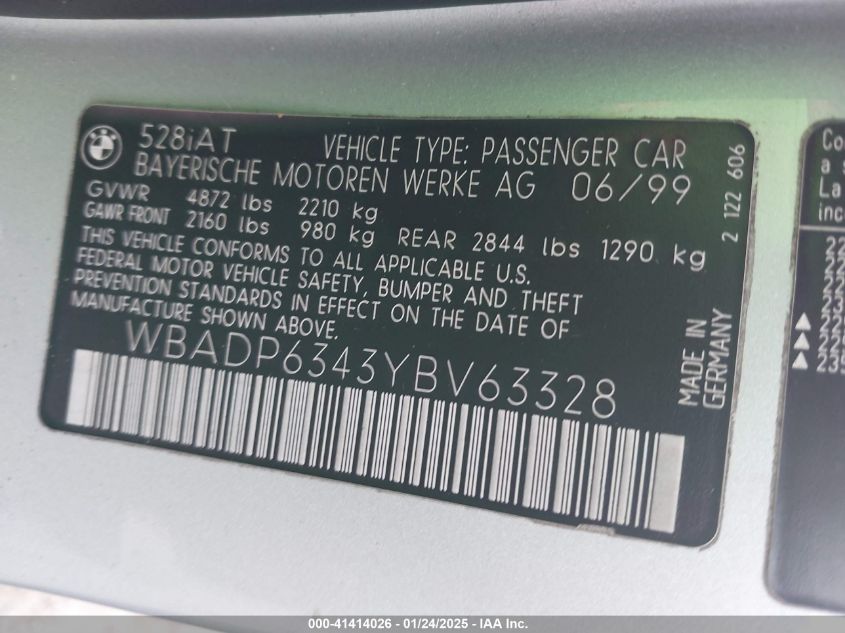 528iAT VEHICLE TYPE: PASSENGER CAR
BAYERISCHE MOTOREN WERKE AG 06/99
GVWR 4872 lbs 2210 kg
GAWR FRONT 2160 lbs 980 kg REAR 2844 lbs 1290 kg
THIS VEHICLE CONFORMS TO ALL APPLICABLE U.S.
FEDERAL MOTOR VEHICLE SAFETY, BUMPER AND THEFT
PREVENTION STANDARDS IN EFFECT ON THE DATE OF
MANUFACTURE SHOWN ABOVE.
WBADP6343YBV63328
2 122 606
MADE IN
GERMANY
Co
a s
La
inc
000-41414026 - 01/24/2025 - IAA Inc.